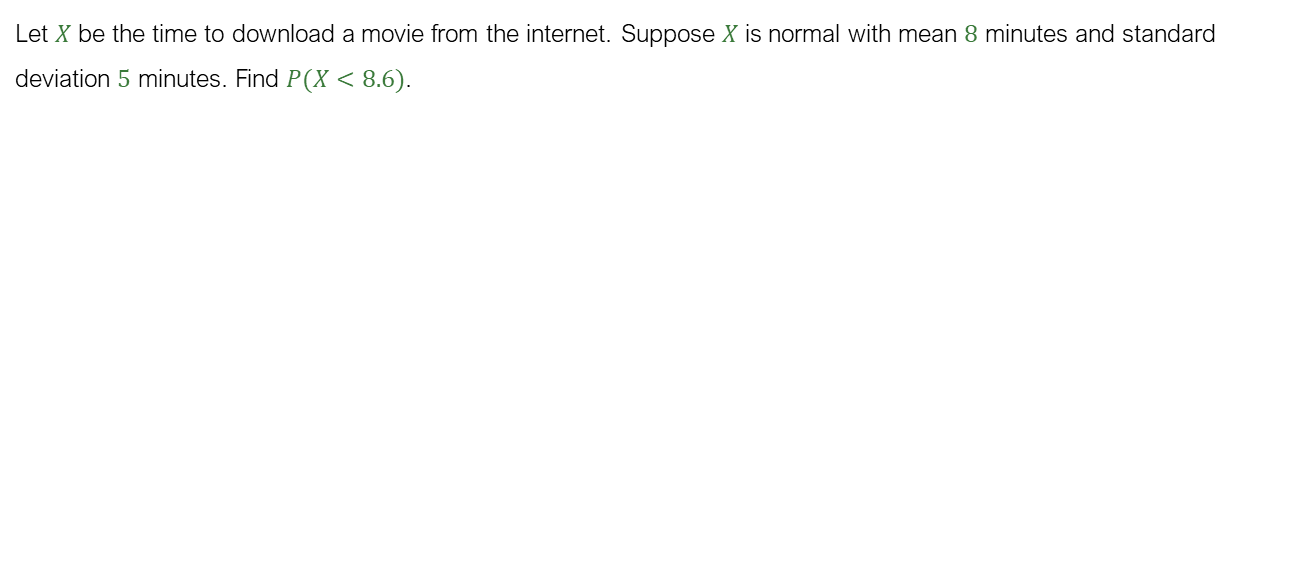 Let X be the time to download a movie from the internet. Suppose X is normal with mean 8 minutes and standard
deviation 5 minutes. Find P(X < 8.6).